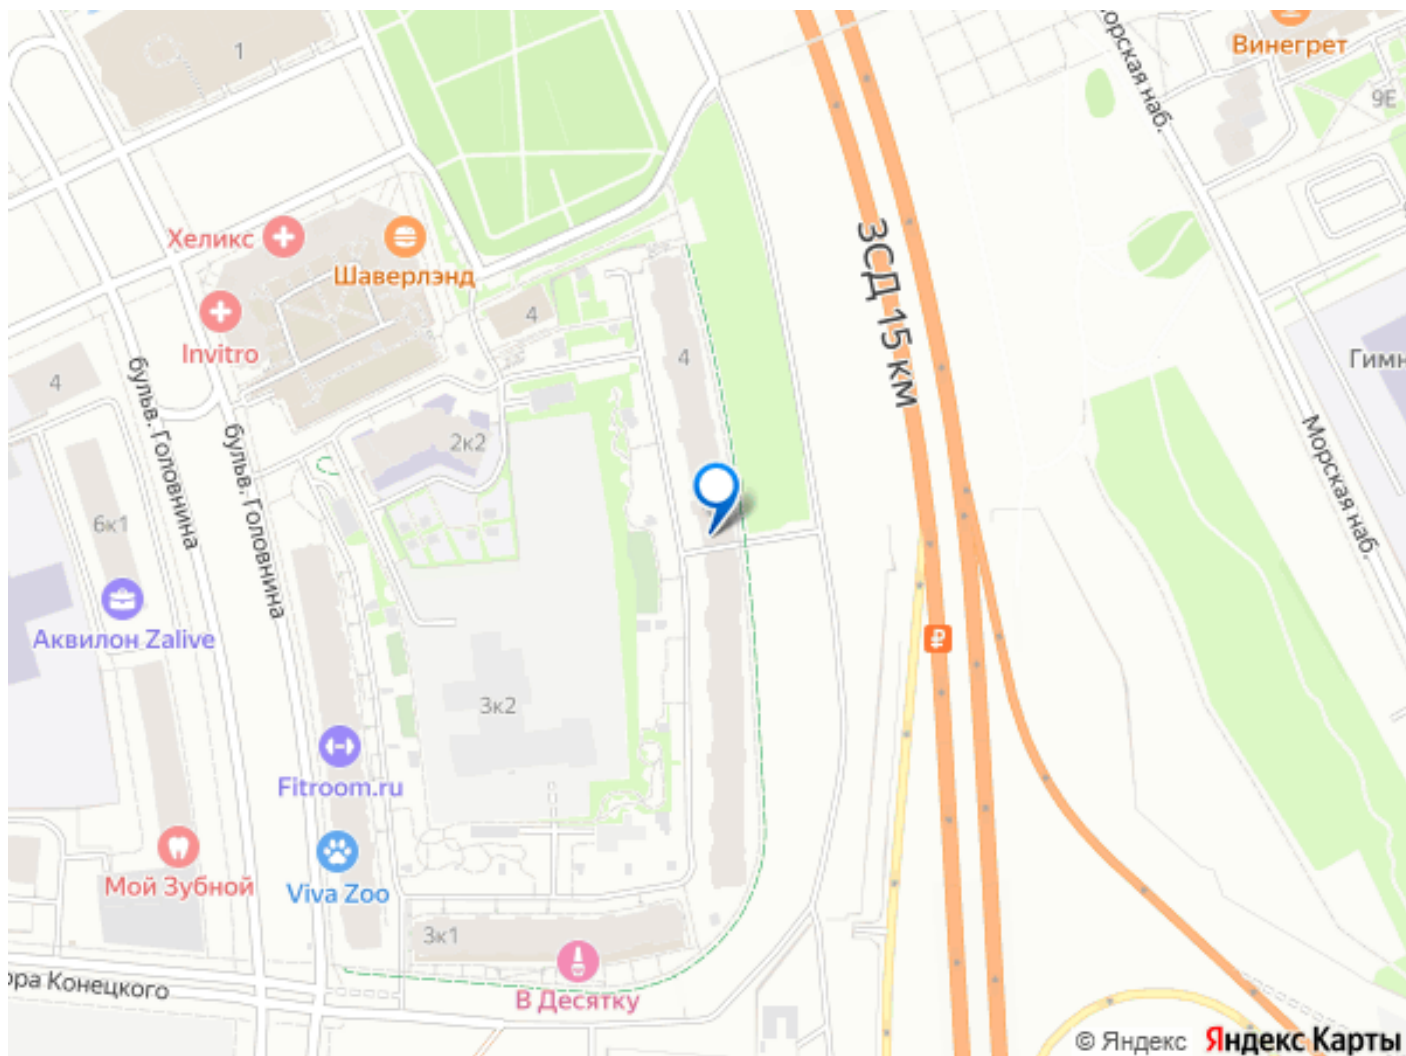 1
Морская наб.
Винегрет
9Е
Хеликс
Шаверлэнд
ЗСД 15 км
Invitro
4
4
4
Гимн
бульв. Головнина
бульв. Головнина
2к2
Морская наб.
6к1
Аквилон Zalive
3к2
Fitroom.ru
Мой Зубной
Viva Zoo
3к1
ора Конецкого
В Десятку
© Яндекс Яндекс Карты